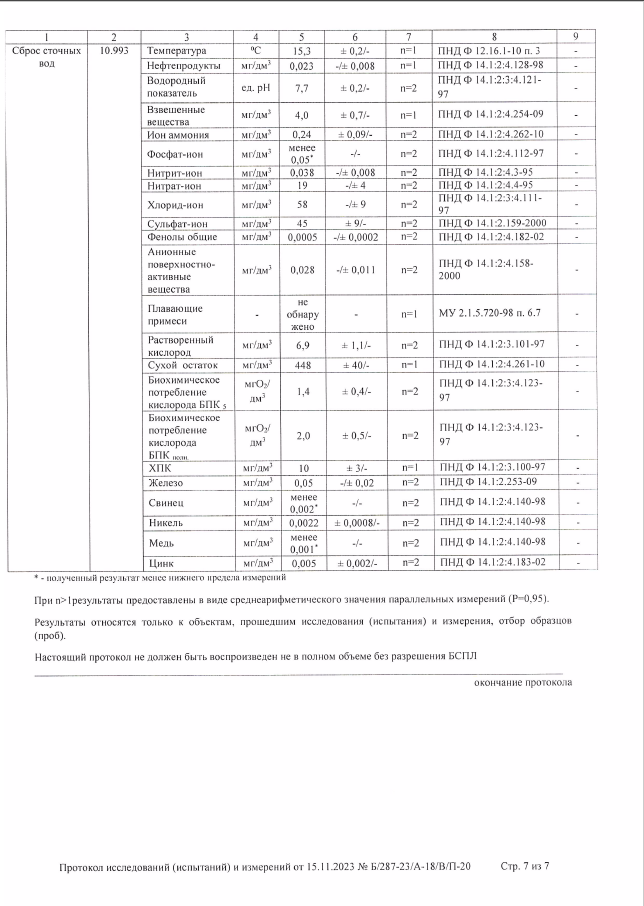 1 2 3 4 5 6 7 8 9
Сброс сточных вод 10.993 Температура ⁰С 15,3 ± 0,2/- n=1 ПНД Ф 12.16.1-10 п. 3 -
Нефтепродукты мг/дм³ 0,023 -/± 0,008 n=1 ПНД Ф 14.1:2:4.128-98 -
Водородный показатель ед. рН 7,7 ± 0,2/- n=2 ПНД Ф 14.1:2:3:4.121-97 -
Взвешенные вещества мг/дм³ 4,0 ± 0,7/- n=1 ПНД Ф 14.1:2:4.254-09 -
Ион аммония мг/дм³ 0,24 ± 0,09/- n=2 ПНД Ф 14.1:2:4.262-10 -
Фосфат-ион мг/дм³ менее 0,05* -/- n=2 ПНД Ф 14.1:2:4.112-97 -
Нитрит-ион мг/дм³ 0,038 -/± 0,008 n=2 ПНД Ф 14.1:2:4.3-95 -
Нитрат-ион мг/дм³ 19 -/± 4 n=2 ПНД Ф 14.1:2:4.4-95 -
Хлорид-ион мг/дм³ 58 -/± 9 n=2 ПНД Ф 14.1:2:3:4.111-97 -
Сульфат-ион мг/дм³ 45 ± 9/- n=2 ПНД Ф 14.1:2.159-2000 -
Фенолы общие мг/дм³ 0,0005 -/± 0,0002 n=2 ПНД Ф 14.1:2:4.182-02 -
Анионные поверхностно-активные вещества мг/дм³ 0,028 -/± 0,011 n=2 ПНД Ф 14.1:2:4.158-2000 -
Плавающие примеси - не обнару жено - n=1 МУ 2.1.5.720-98 п. 6.7 -
Растворенный кислород мг/дм³ 6,9 ± 1,1/- n=2 ПНД Ф 14.1:2:3.101-97 -
Сухой остаток мг/дм³ 448 ± 40/- n=1 ПНД Ф 14.1:2:4.261-10 -
Биохимическое потребление кислорода БПК 5 мгО₂/дм³ 1,4 ± 0,4/- n=2 ПНД Ф 14.1:2:3:4.123-97 -
Биохимическое потребление кислорода БПК полн. мгО₂/дм³ 2,0 ± 0,5/- n=2 ПНД Ф 14.1:2:3:4.123-97 -
ХПК мг/дм³ 10 ± 3/- n=1 ПНД Ф 14.1:2:3.100-97 -
Железо мг/дм³ 0,05 -/± 0,02 n=2 ПНД Ф 14.1:2.253-09 -
Свинец мг/дм³ менее 0,002* -/- n=2 ПНД Ф 14.1:2:4.140-98 -
Никель мг/дм³ 0,0022 ± 0,0008/- n=2 ПНД Ф 14.1:2:4.140-98 -
Медь мг/дм³ менее 0,001* -/- n=2 ПНД Ф 14.1:2:4.140-98 -
Цинк мг/дм³ 0,005 ± 0,002/- n=2 ПНД Ф 14.1:2:4.183-02 -
* - полученный результат менее нижнего предела измерений
При n>1результаты предоставлены в виде среднеарифметического значения параллельных измерений (Р=0,95).
Результаты относятся только к объектам, прошедшим исследования (испытания) и измерения, отбор образцов
(проб).
Настоящий протокол не должен быть воспроизведен не в полном объеме без разрешения БСПЛ
окончание протокола
Протокол исследований (испытаний) и измерений от 15.11.2023 № Б/287-23/А-18/В/П-20 Стр. 7 из 7